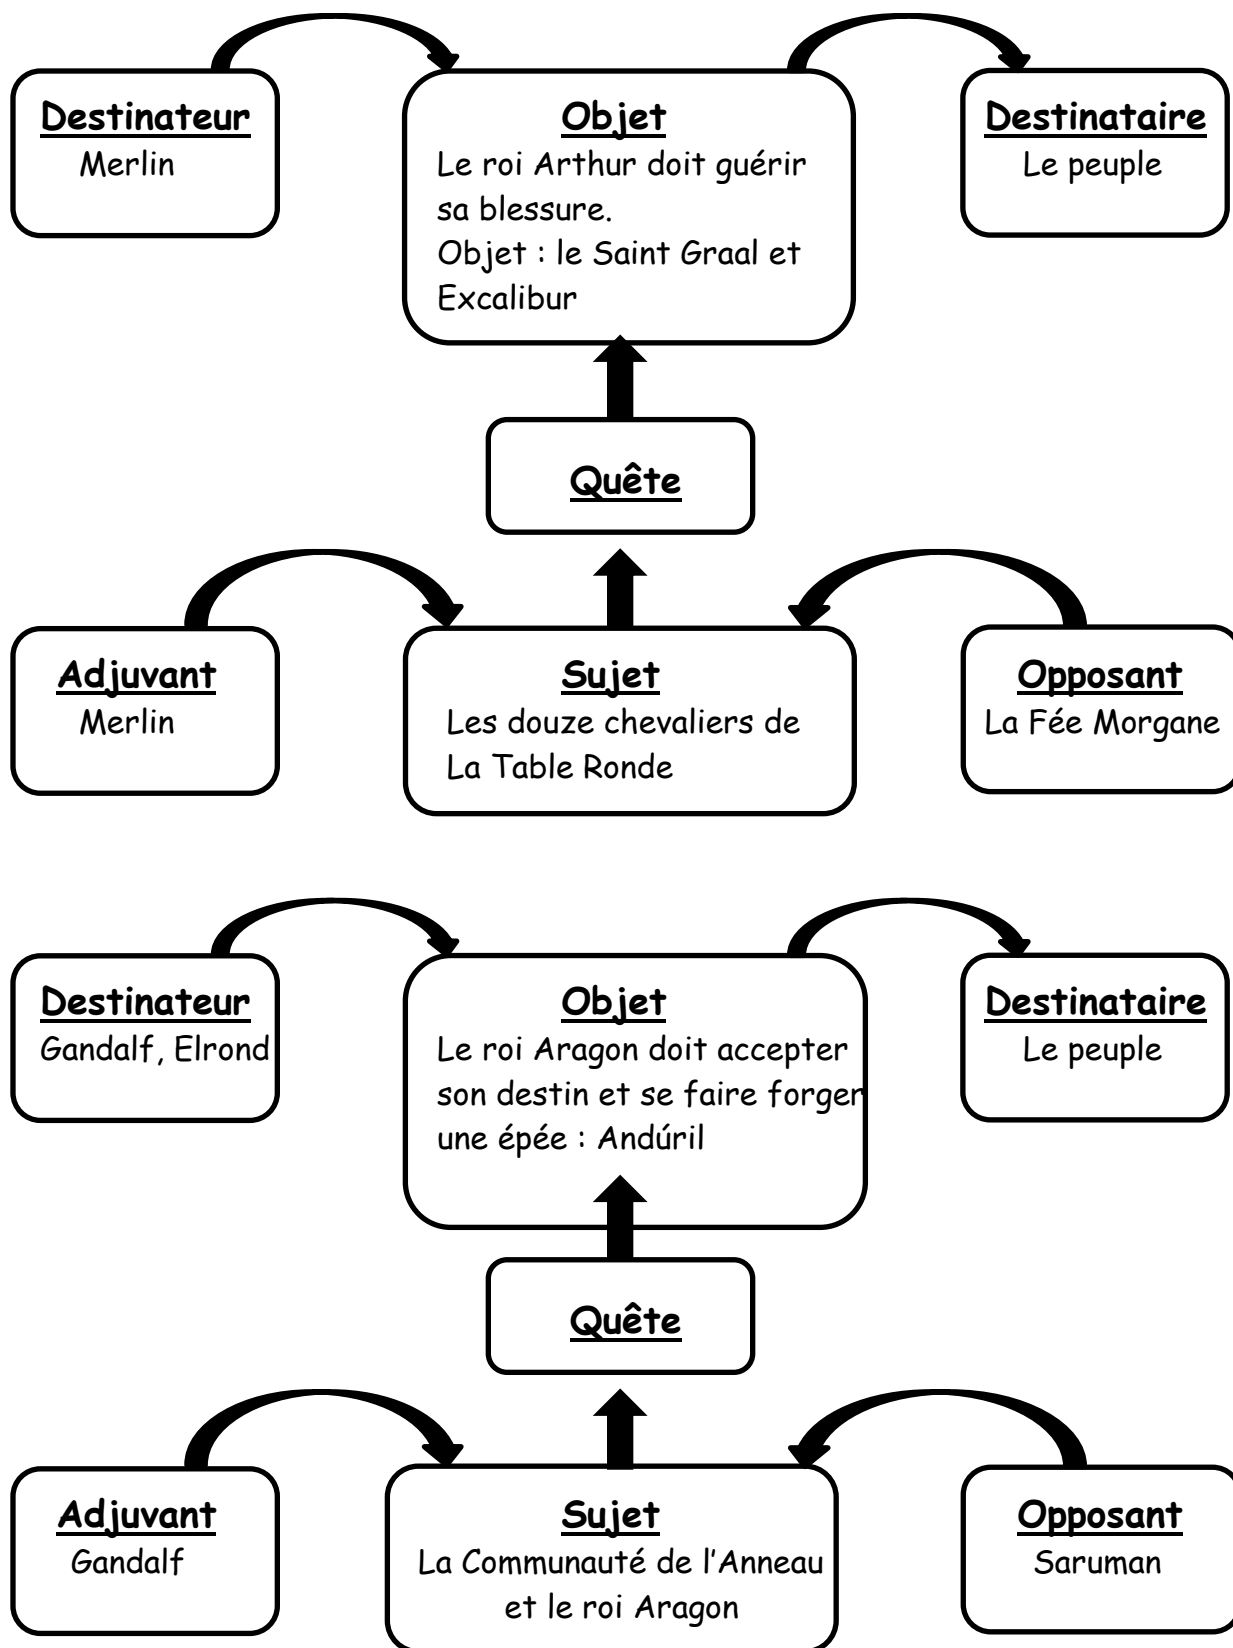 Destinateur
Merlin
Objet
Le roi Arthur doit guérir
sa blessure.
Objet : le Saint Graal et
Excalibur
Destinataire
Le peuple
Quête
Adjuvant
Merlin
Sujet
Les douze chevaliers de
La Table Ronde
Opposant
La Fée Morgane
Destinateur
Gandalf, Elrond
Objet
Le roi Aragon doit accepter
son destin et se faire forger
une épée : Andúril
Destinataire
Le peuple
Quête
Adjuvant
Gandalf
Sujet
La Communauté de l’Anneau
et le roi Aragon
Opposant
Saruman